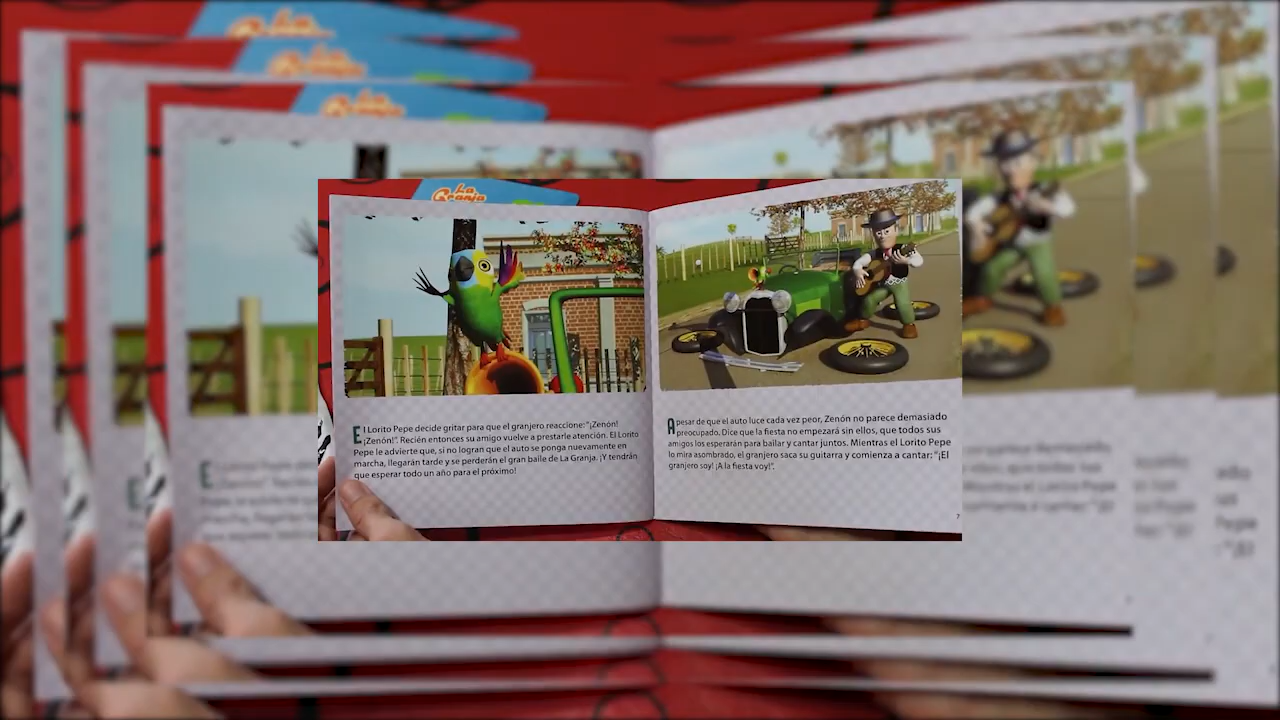 La
Granja
El Lorito Pepe decide gritar para que el granjero reaccione: “¡Zenón!
¡Zenón!”. Recién entonces su amigo vuelve a prestarle atención. El Lorito
Pepe le advierte que, si no logran que el auto se ponga nuevamente en
marcha, llegarán tarde y se perderán el gran baile de La Granja. ¡Y tendrán
que esperar todo un año para el próximo!
A pesar de que el auto luce cada vez peor, Zenón no parece demasiado
preocupado. Dice que la fiesta no empezará sin ellos, que todos sus
amigos los esperarán para bailar y cantar juntos. Mientras el Lorito Pepe
lo mira asombrado, el granjero saca su guitarra y comienza a cantar: “¡El
granjero soy! ¡A la fiesta voy!”.
7